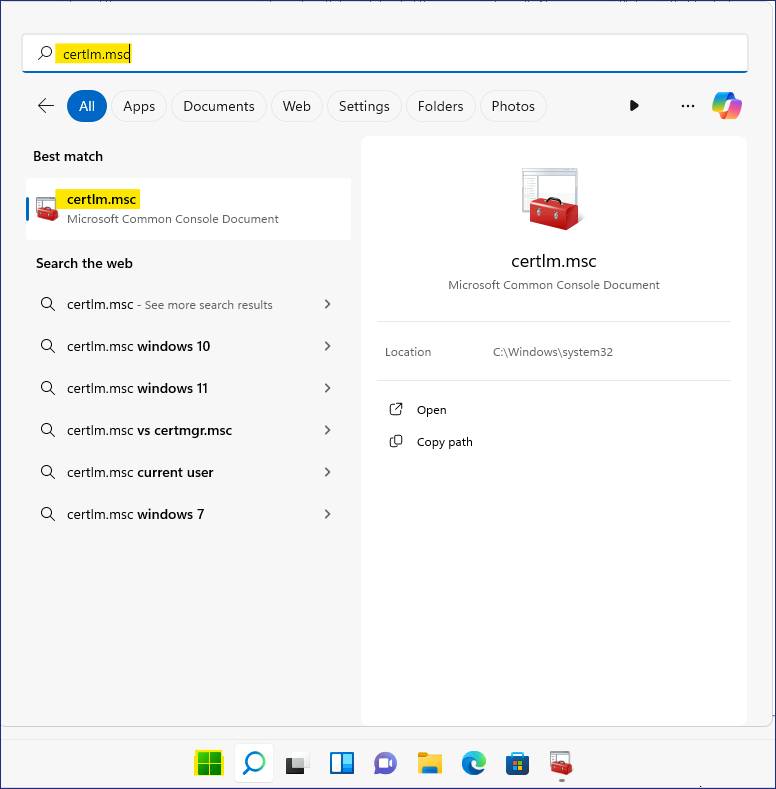 certlm.msc
All
Apps
Documents
Web
Settings
Folders
Photos
Best match
certlm.msc
Microsoft Common Console Document
Search the web
certlm.msc - See more search results
certlm.msc windows 10
certlm.msc windows 11
certlm.msc vs certmgr.msc
certlm.msc current user
certlm.msc windows 7
certlm.msc
Microsoft Common Console Document
Location C:\Windows\system32
Open
Copy path